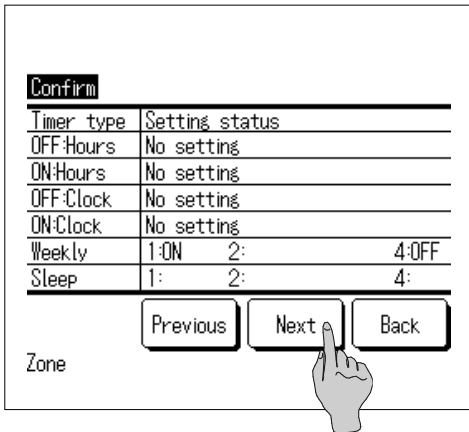 Confirm
Timer type Setting status
OFF:Hours No setting
ON:Hours No setting
OFF:Clock No setting
ON:Clock No setting
Weekly 1:ON 2: 4:OFF
Sleep 1: 2: 4:
Previous Next Back
Zone